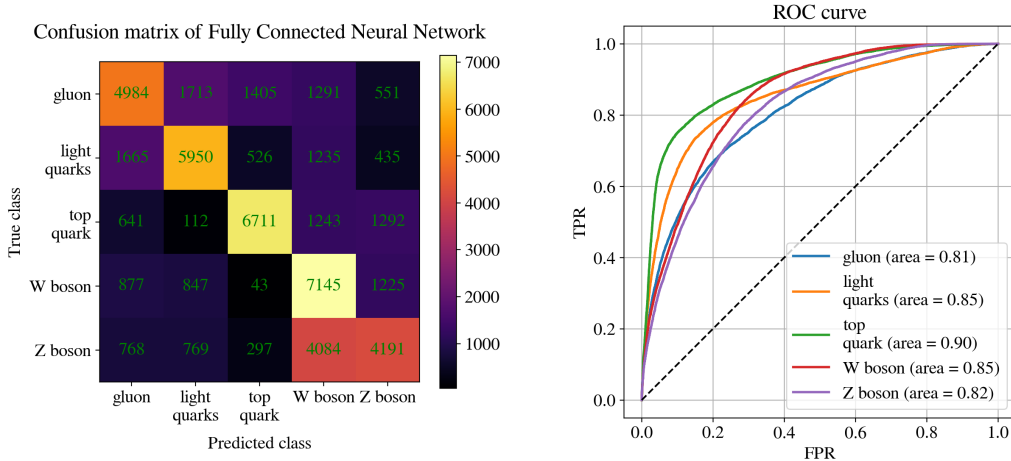 Confusion matrix of Fully Connected Neural Network
True class
gluon
4984 1713 1405 1291 551
light
quarks
1665 5950 526 1235 435
top
quark
641 112 6711 1243 1292
W boson
877 847 43 7145 1225
Z boson
768 769 297 4084 4191
gluon light quarks top quark W boson Z boson
Predicted class
7000
6000
5000
4000
3000
2000
1000
ROC curve
TPR
1.0
0.8
0.6
0.4
0.2
0.0
0.0 0.2 0.4 0.6 0.8 1.0
FPR
gluon (area = 0.81)
light
quarks (area = 0.85)
top
quark (area = 0.90)
W boson (area = 0.85)
Z boson (area = 0.82)